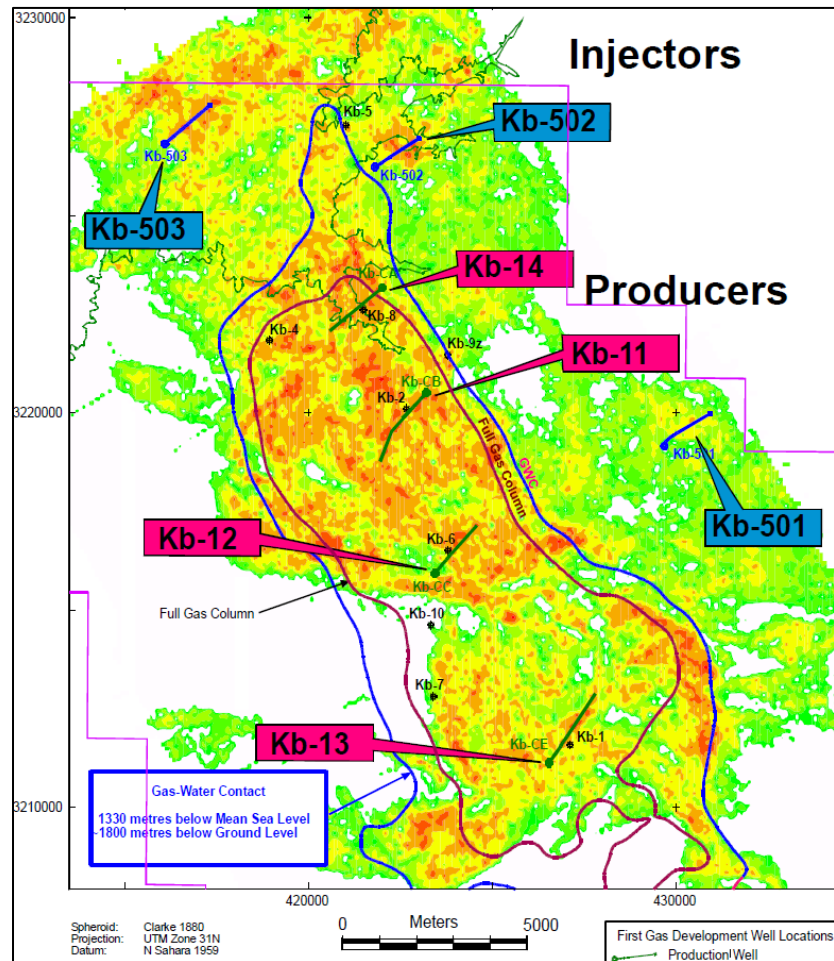 3230000
Injectors
Kb-5
Kb-502
Kb-503
Kb-502
Kb-503
Kb-14
Kb-CA
Producers
Kb-8
Kb-4
Kb-9z
Kb-11
Kb-CB
Kb-2
3220000
Full Gas Column
GWC
Kb-501
Kb-501
Kb-12
Kb-6
Kb-CC
Full Gas Column
Kb-10
Kb-7
Kb-13
Kb-CE
Kb-1
Gas-Water Contact
1330 metres below Mean Sea Level
~1800 metres below Ground Level
3210000
420000
430000
Spheroid: Clarke 1880
Projection: UTM Zone 31N
Datum: N Sahara 1959
0 Meters 5000
First Gas Development Well Locations
Production Well